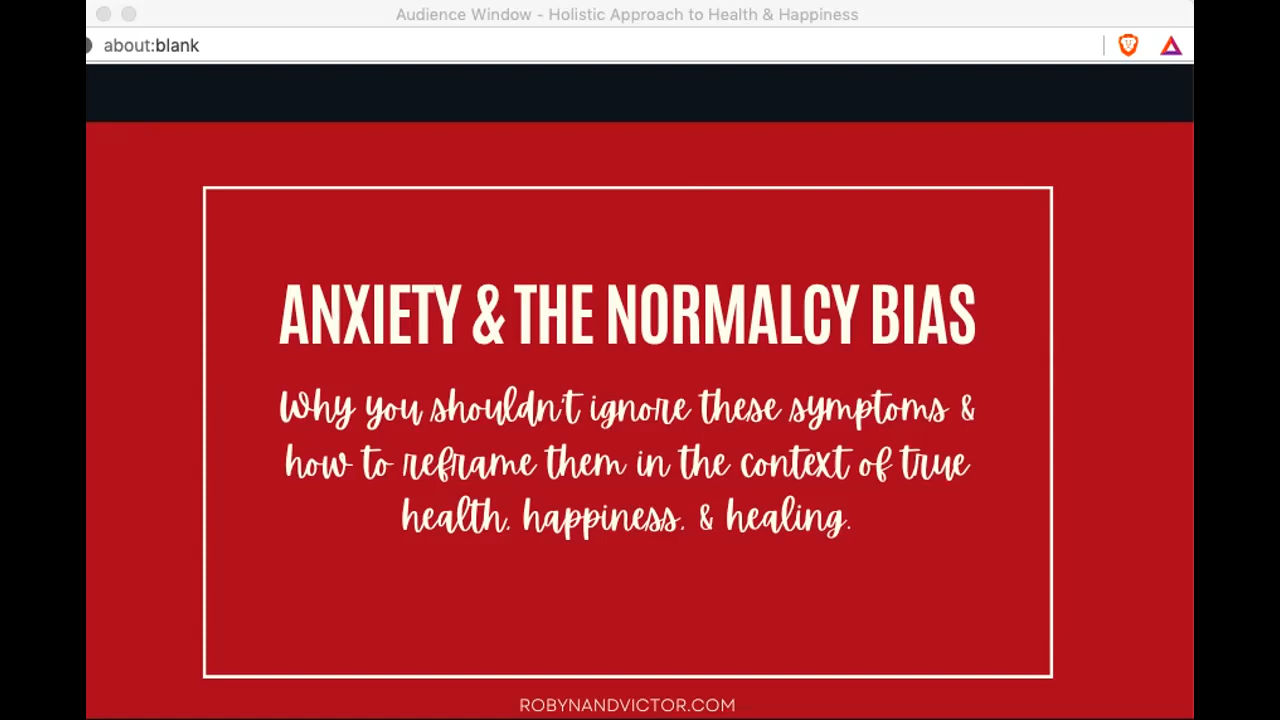 Audience Window - Holistic Approach to Health & Happiness
about:blank
ANXIETY & THE NORMALCY BIAS
Why you shouldn't ignore these symptoms &
how to reframe them in the context of true
health, happiness, & healing.
ROBYNANDVICTOR.COM